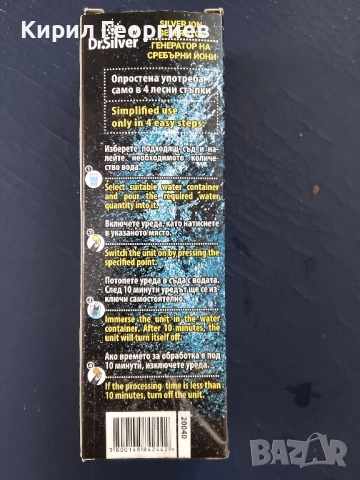 Кирил Георгиев
Dr.Silver
SILVER ION
ГЕНЕРАТОР НА
СРЕБЪРНИ ЙОНИ
Опростена употреба
само в 4 лесни стъпки
Simplified use
only in 4 easy steps:
Изберете подходящ съд и на-
лейте необходимото количе-
ство вода.
Select suitable water container
and pour the required water
quantity into it.
Включете уреда, като натиснете
в указаното място.
Switch the unit on by pressing the
specified point.
Потопете уреда в съда с водата.
След 10 минути уредът ще се из-
ключи самостоятелно.
Immerse the unit in the water
container. After 10 minutes, the
unit will turn itself off.
Ако времето за обработка е под
10 минути, изключете уреда.
If the processing time is less than
10 minutes, turn off the unit.
20040
BAZAR